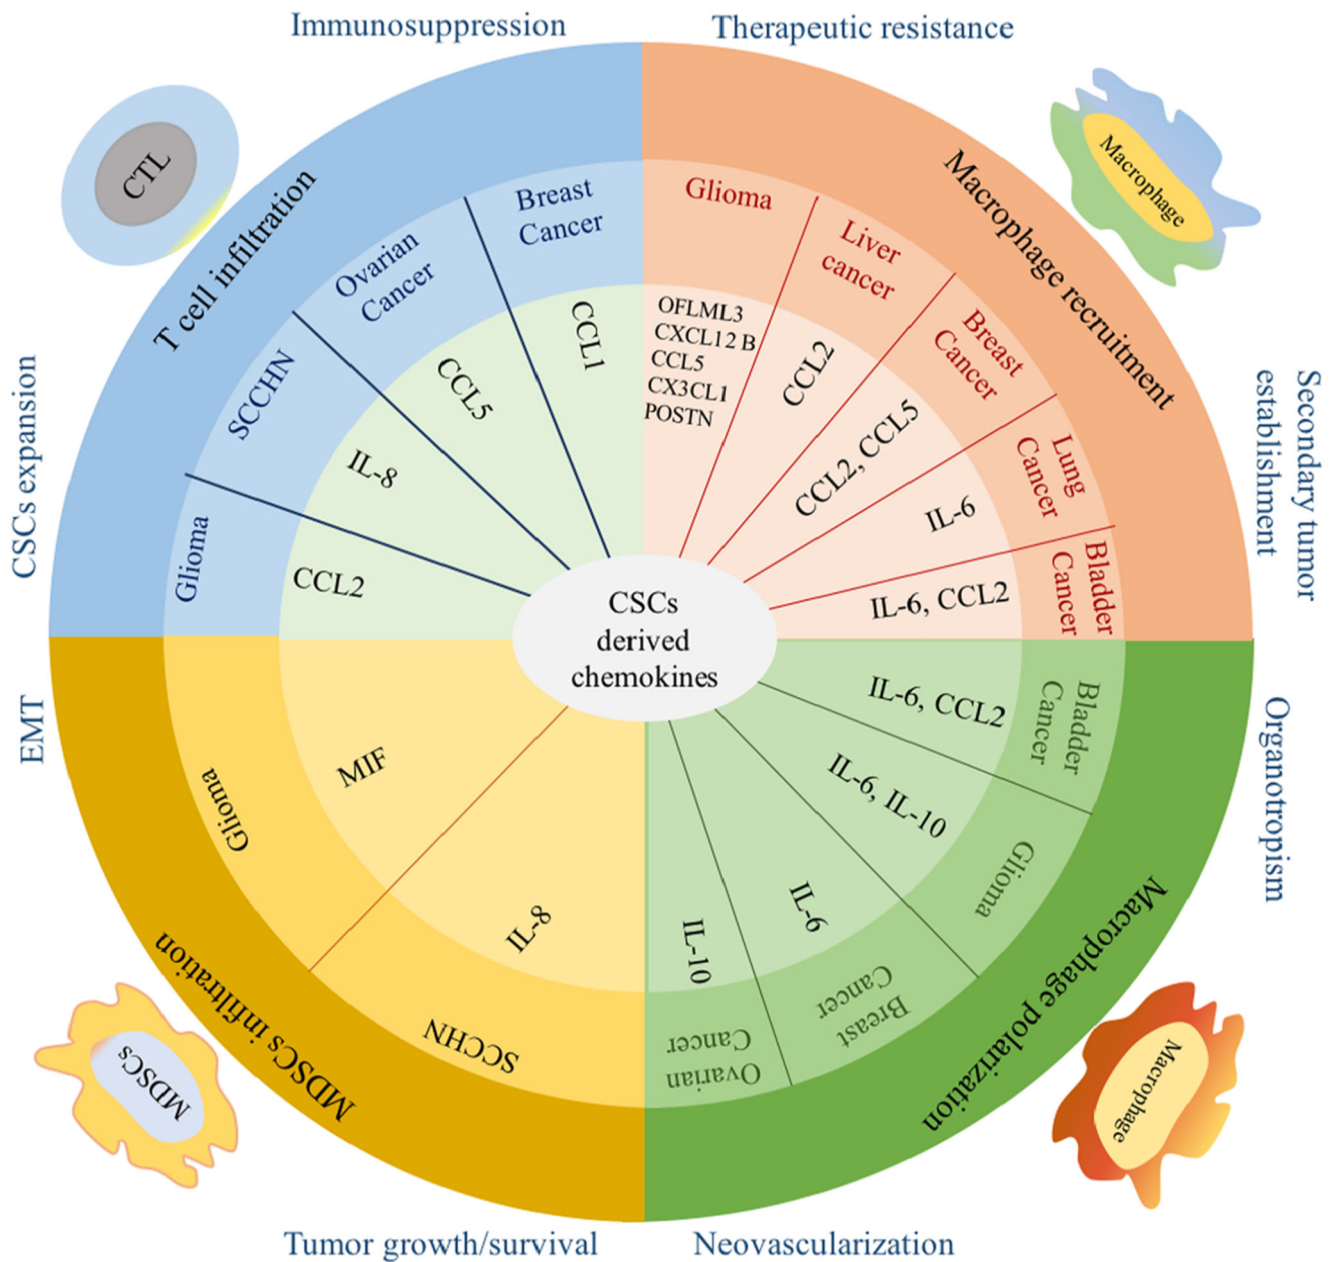 Immunosuppression
Therapeutic resistance
CTL
Macrophage
T cell infiltration
Macrophage recruitment
CSCs expansion
Secondary tumor
establishment
Glioma
CCL2
SCCHN
IL-8
Ovarian
Cancer
CCL5
Breast
Cancer
CCL1
Glioma
OFLML3
CXCL12 B
CCL5
CX3CL1
POSTN
Liver
cancer
CCL2
Breast
Cancer
CCL2, CCL5
Lung
Cancer
IL-6
Bladder
Cancer
IL-6, CCL2
CSCs
derived
chemokines
Bladder
Cancer
IL-6, CCL2
Glioma
IL-6, IL-10
Breast
Cancer
IL-6
Ovarian
Cancer
IL-10
SCCHN
IL-8
Glioma
MIF
EMT
Organotropism
MDSCs infiltration
Macrophage polarization
MDSCs
Macrophage
Tumor growth/survival
Neovascularization